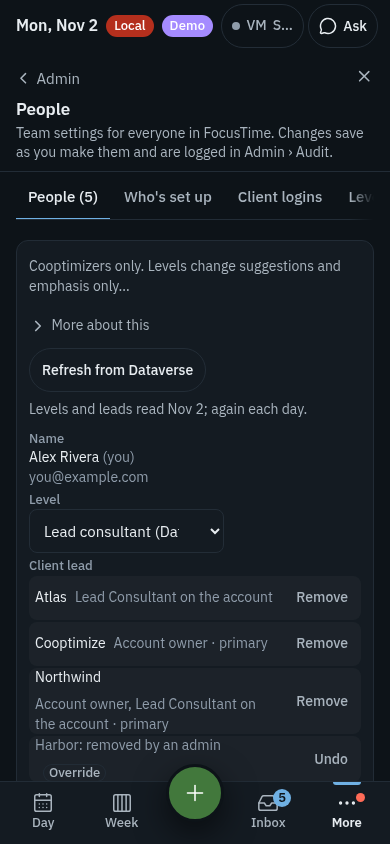 Mon, Nov 2 Local Demo VM S... Ask
Admin
People
Team settings for everyone in FocusTime. Changes save
as you make them and are logged in Admin › Audit.
People (5) Who's set up Client logins Lev
Cooptimizers only. Levels change suggestions and
emphasis only...
More about this
Refresh from Dataverse
Levels and leads read Nov 2; again each day.
Name
Alex Rivera (you)
you@example.com
Level
Lead consultant (Da
Client lead
Atlas Lead Consultant on the account Remove
Cooptimize Account owner · primary Remove
Northwind
Account owner, Lead Consultant on
the account · primary
Remove
Harbor: removed by an admin
Override
Undo
Day Week Inbox 5 More